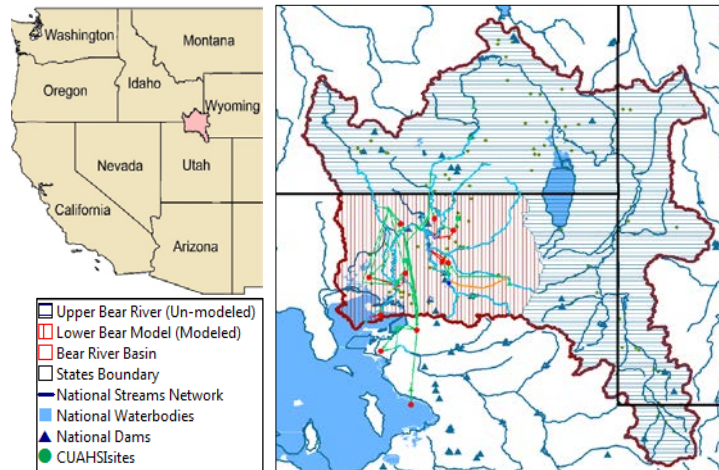 Washington
Montana
Oregon
Idaho
Wyoming
Nevada
Utah
California
Arizona
Upper Bear River (Un-modeled)
Lower Bear Model (Modeled)
Bear River Basin
States Boundary
National Streams Network
National Waterbodies
National Dams
CUAHSIsites